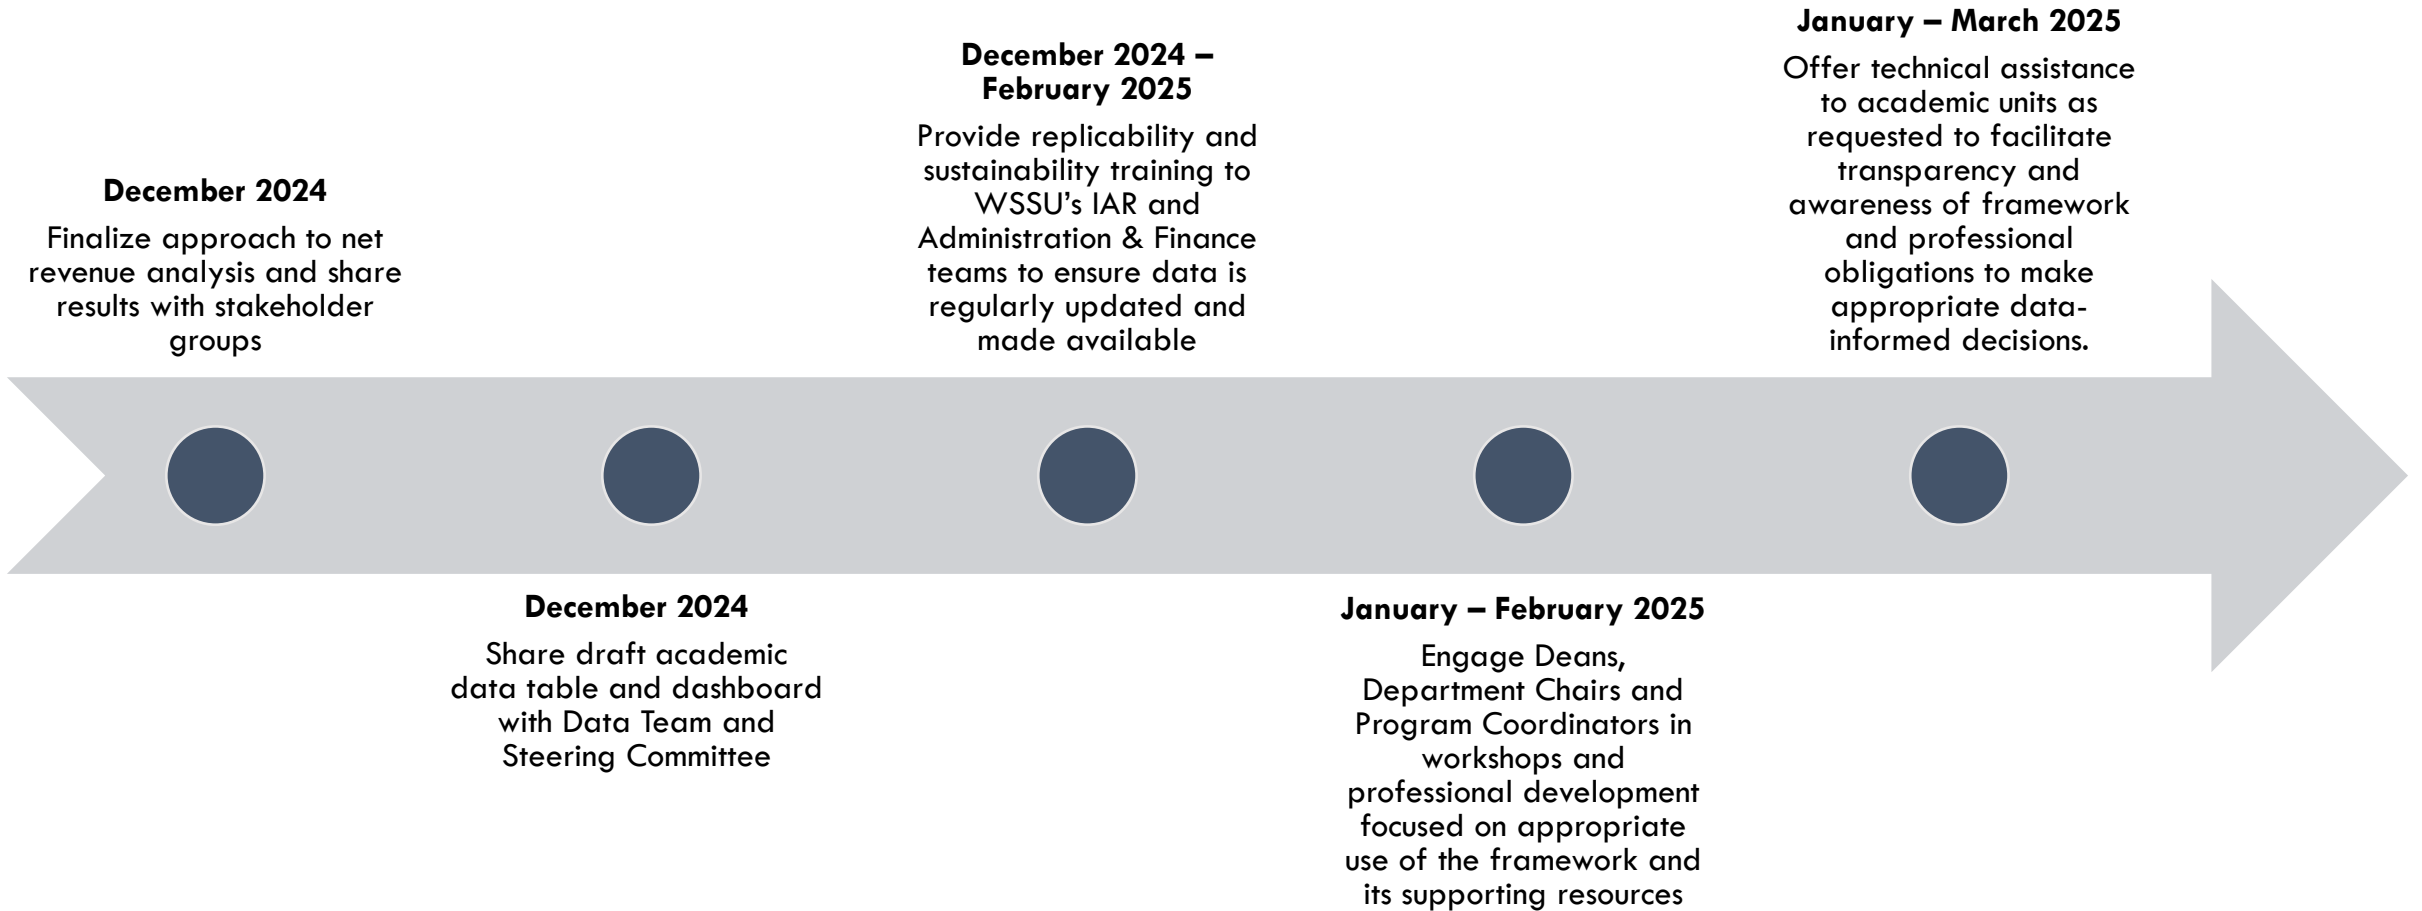 December 2024
Finalize approach to net
revenue analysis and share
results with stakeholder
groups
December 2024
Share draft academic
data table and dashboard
with Data Team and
Steering Committee
December 2024 –
February 2025
Provide replicability and
sustainability training to
WSSU’s IAR and
Administration & Finance
teams to ensure data is
regularly updated and
made available
January – February 2025
Engage Deans,
Department Chairs and
Program Coordinators in
workshops and
professional development
focused on appropriate
use of the framework and
its supporting resources
January – March 2025
Offer technical assistance
to academic units as
requested to facilitate
transparency and
awareness of framework
and professional
obligations to make
appropriate data-
informed decisions.